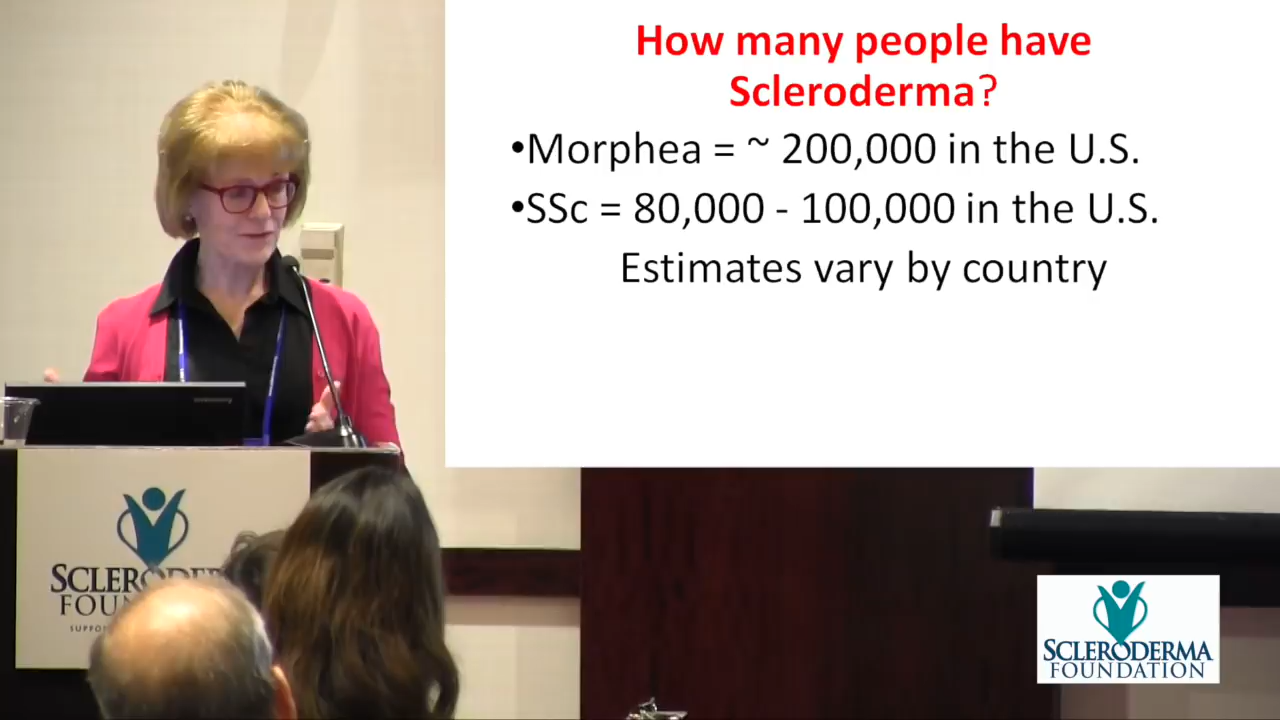 How many people have
Scleroderma?
•Morphea = ~ 200,000 in the U.S.
•SSc = 80,000 - 100,000 in the U.S.
Estimates vary by country
SCLERODERMA
FOUNDATION